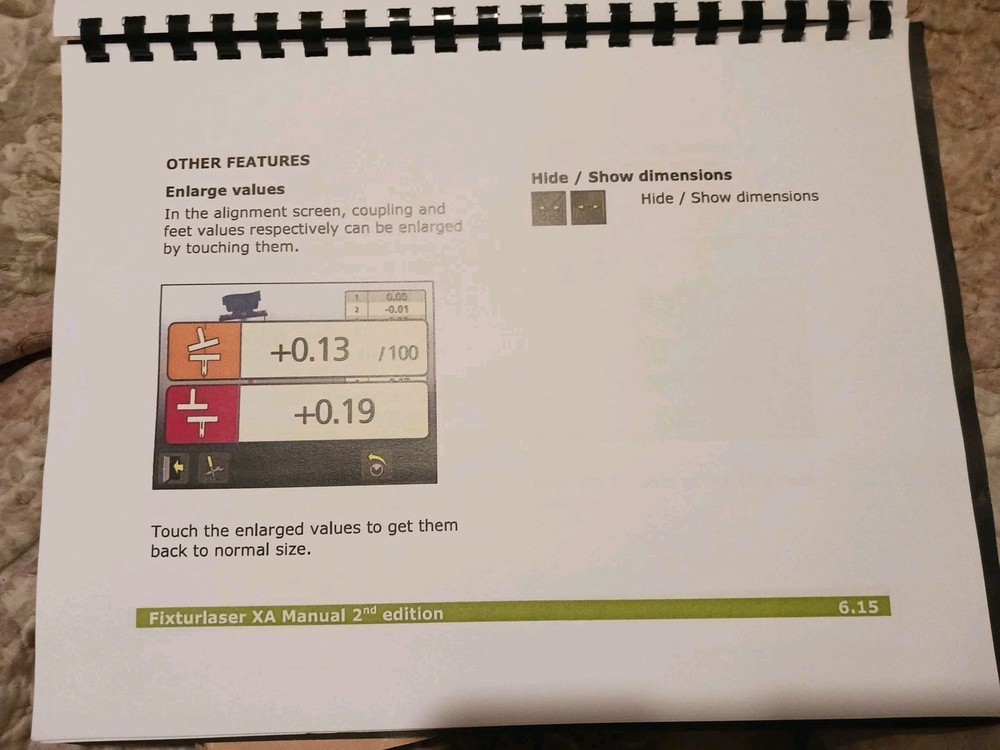 OTHER FEATURES
Enlarge values
In the alignment screen, coupling and
feet values respectively can be enlarged
by touching them.
1 0.00
2 -0.01
+0.13 /100
+0.19
Touch the enlarged values to get them
back to normal size.
Hide / Show dimensions
Hide / Show dimensions
Fixturlaser XA Manual 2nd edition
6.15